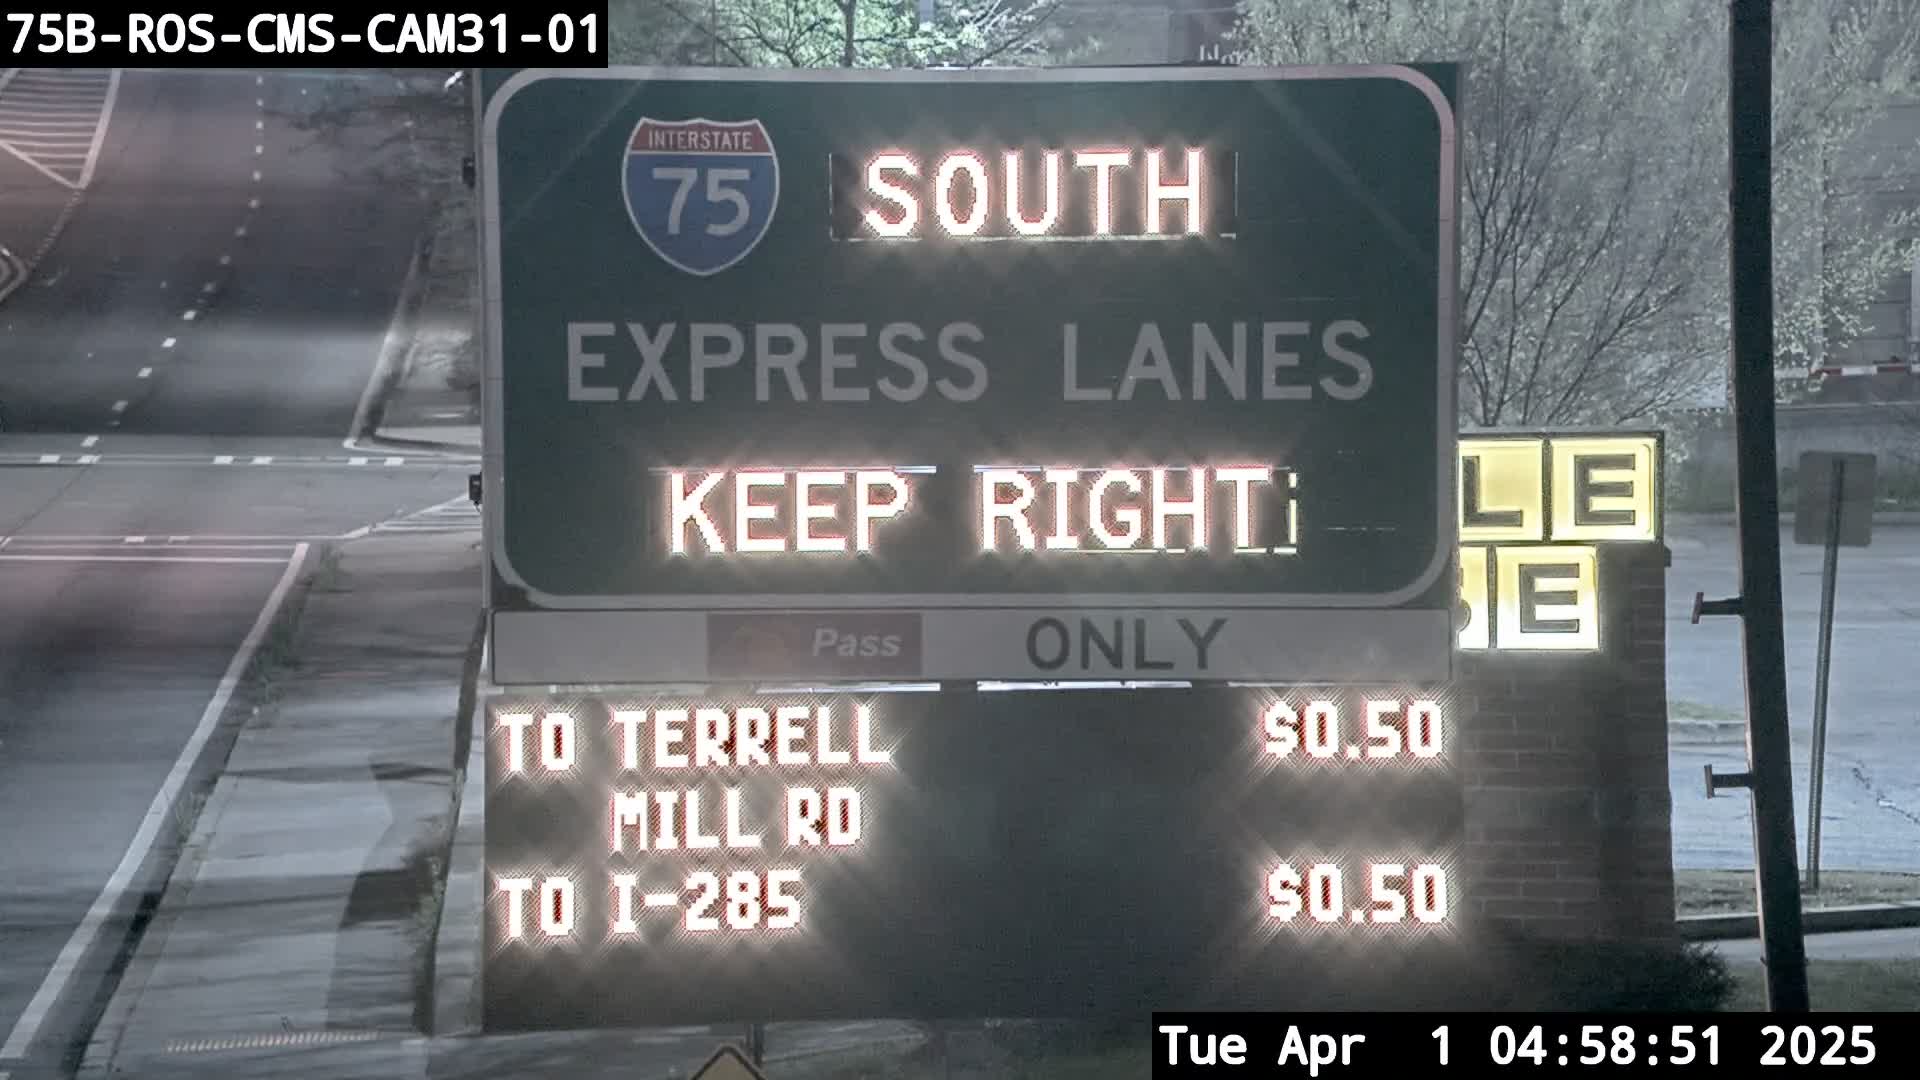 75B-ROS-CMS-CAM31-01
INTERSTATE
75
SOUTH
EXPRESS LANES
KEEP RIGHT
Pass ONLY
TO TERRELL $0.50
MILL RD
TO I-285 $0.50
LE
E
Tue Apr 1 04:58:51 2025